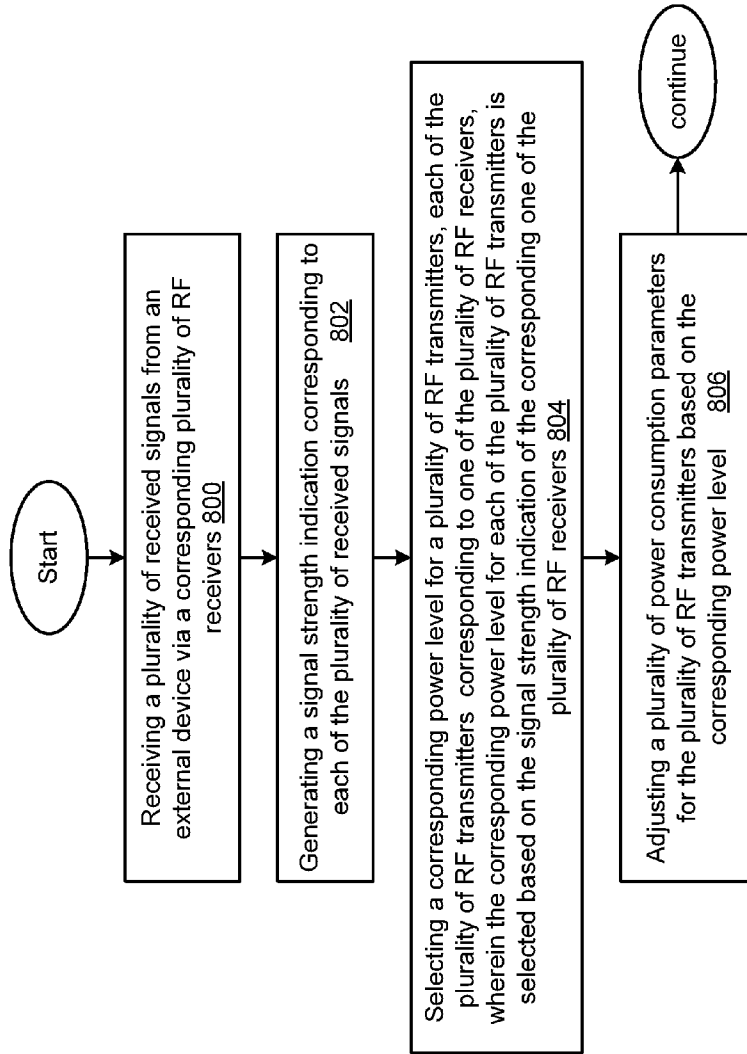 Start
Receiving a plurality of received signals from an
external device via a corresponding plurality of RF
receivers 800
Generating a signal strength indication corresponding to
each of the plurality of received signals 802
Selecting a corresponding power level for a plurality of RF transmitters, each of the
plurality of RF transmitters corresponding to one of the plurality of RF receivers,
wherein the corresponding power level for each of the plurality of RF transmitters is
selected based on the signal strength indication of the corresponding one of the
plurality of RF receivers 804
Adjusting a plurality of power consumption parameters
for the plurality of RF transmitters based on the
corresponding power level 806
continue